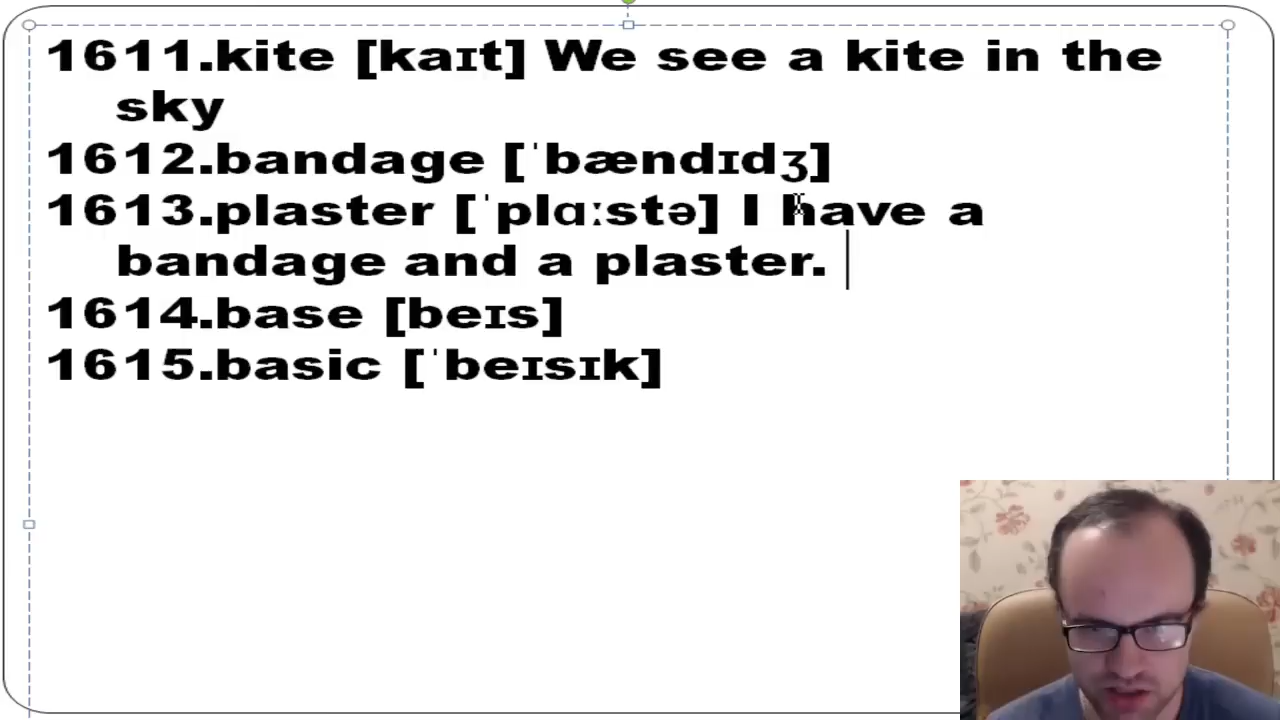 1611.kite [kaɪt] We see a kite in the
sky
1612.bandage [ˈbændɪdʒ]
1613.plaster [ˈplɑːstə] I have a
bandage and a plaster.
1614.base [beɪs]
1615.basic [ˈbeɪsɪk]